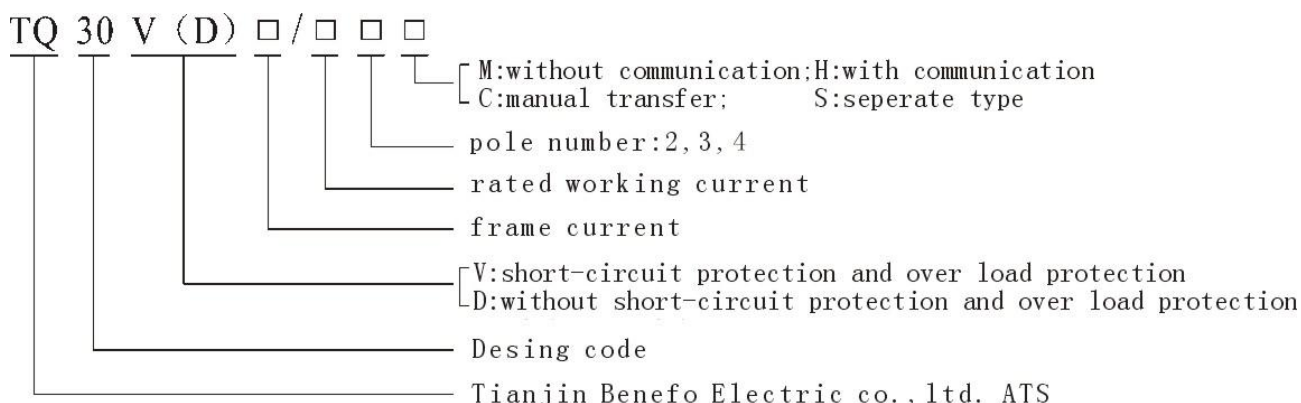 TQ 30 V (D) □/□ □ □
M:without communication;H:with communication
C:manual transfer; S:seperate type
pole number:2,3,4
rated working current
frame current
V:short-circuit protection and over load protection
D:without short-circuit protection and over load protection
Desing code
Tianjin Benefo Electric co.,ltd. ATS